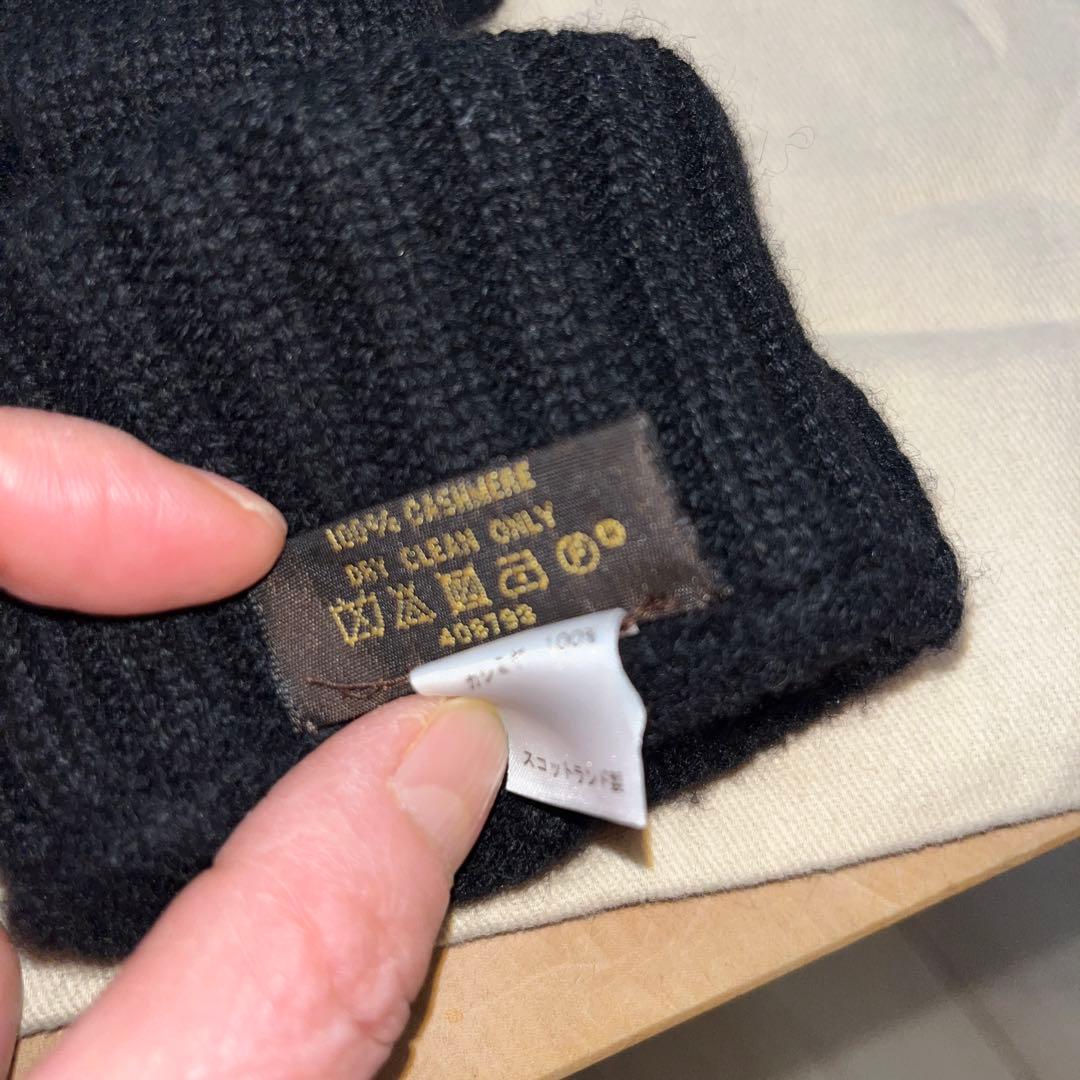 100% CASHMERE
DRY CLEAN ONLY
P
408793
カシミヤ 100%
スコットランド製